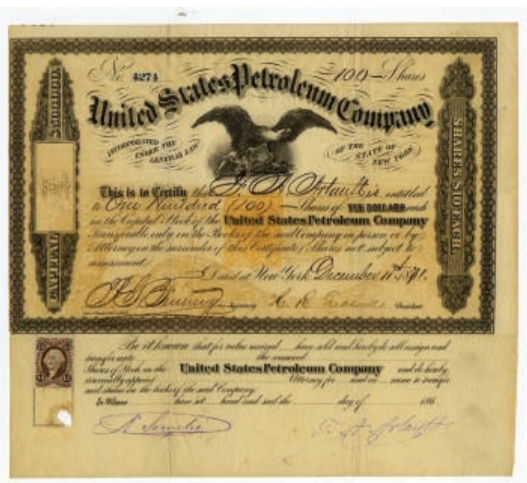 No. 4274 100 Shares
United States Petroleum Company
INCORPORATED UNDER THE GENERAL LAW
OF THE STATE OF NEW YORK
CAPITAL
SHARES $10 EACH.
This is to Certify that is entitled
to One Hundred (100) Shares of TEN DOLLARS each
in the Capital Stock of the United States Petroleum Company
transferable only on the Books of the said Company in person or by
Attorney on the surrender of this Certificate. Shares not subject to
assessment.
Dated at New York December 11th 1871.
President
Be it known that for value received have sold and hereby do sell assign and
transfer unto the annexed
Shares of Stock in the United States Petroleum Company and do hereby
irrevocably appoint Attorney for and in name to transfer
said shares on the books of the said Company.
In Witness have set hand and seal the day of 186